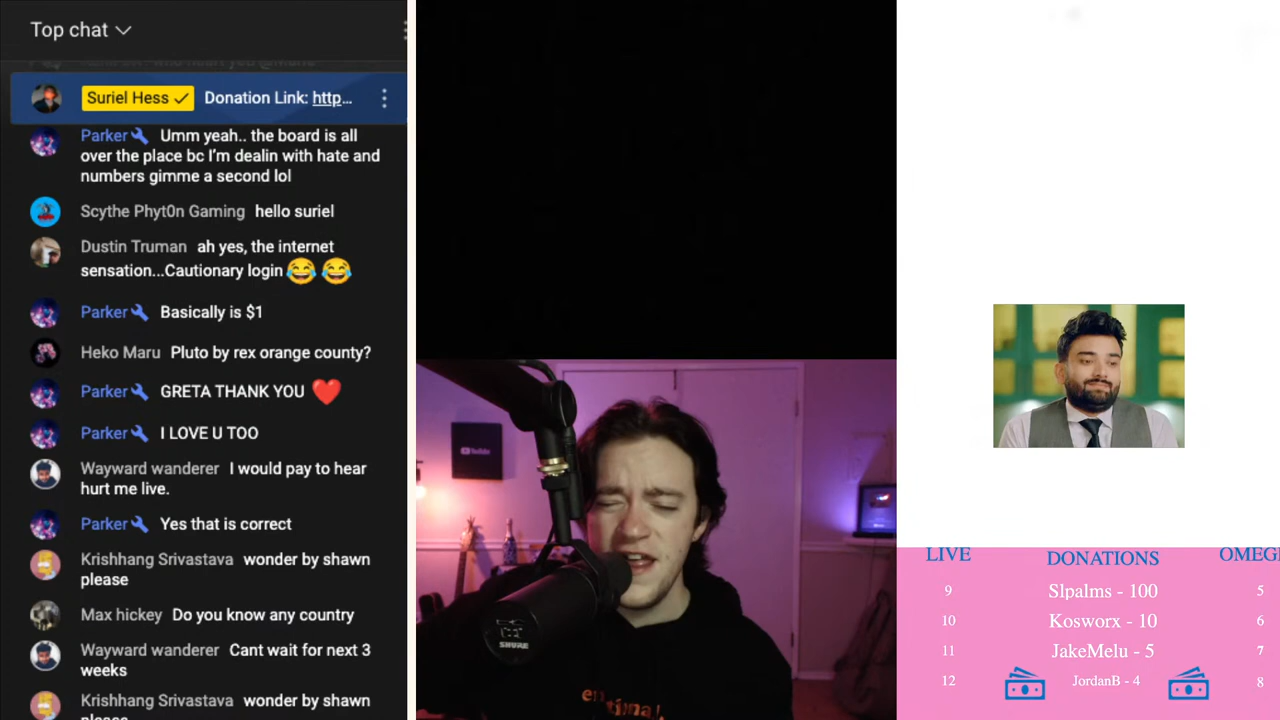 Top chat
Suriel Hess Donation Link: http...
Parker Umm yeah.. the board is all
over the place bc I'm dealin with hate and
numbers gimme a second lol
Scythe Phyt0n Gaming hello suriel
Dustin Truman ah yes, the internet
sensation...Cautionary login 😂 😂
Parker Basically is $1
Heko Maru Pluto by rex orange county?
Parker GRETA THANK YOU ❤️
Parker I LOVE U TOO
Wayward wanderer I would pay to hear
hurt me live.
Parker Yes that is correct
Krishhang Srivastava wonder by shawn
please
Max hickey Do you know any country
Wayward wanderer Cant wait for next 3
weeks
Krishhang Srivastava wonder by shawn
please
YouTube
SHURE
LIVE DONATIONS OMEG
9 Slpalms - 100 5
10 Kosworx - 10 6
11 JakeMelu - 5 7
12 JordanB - 4 8